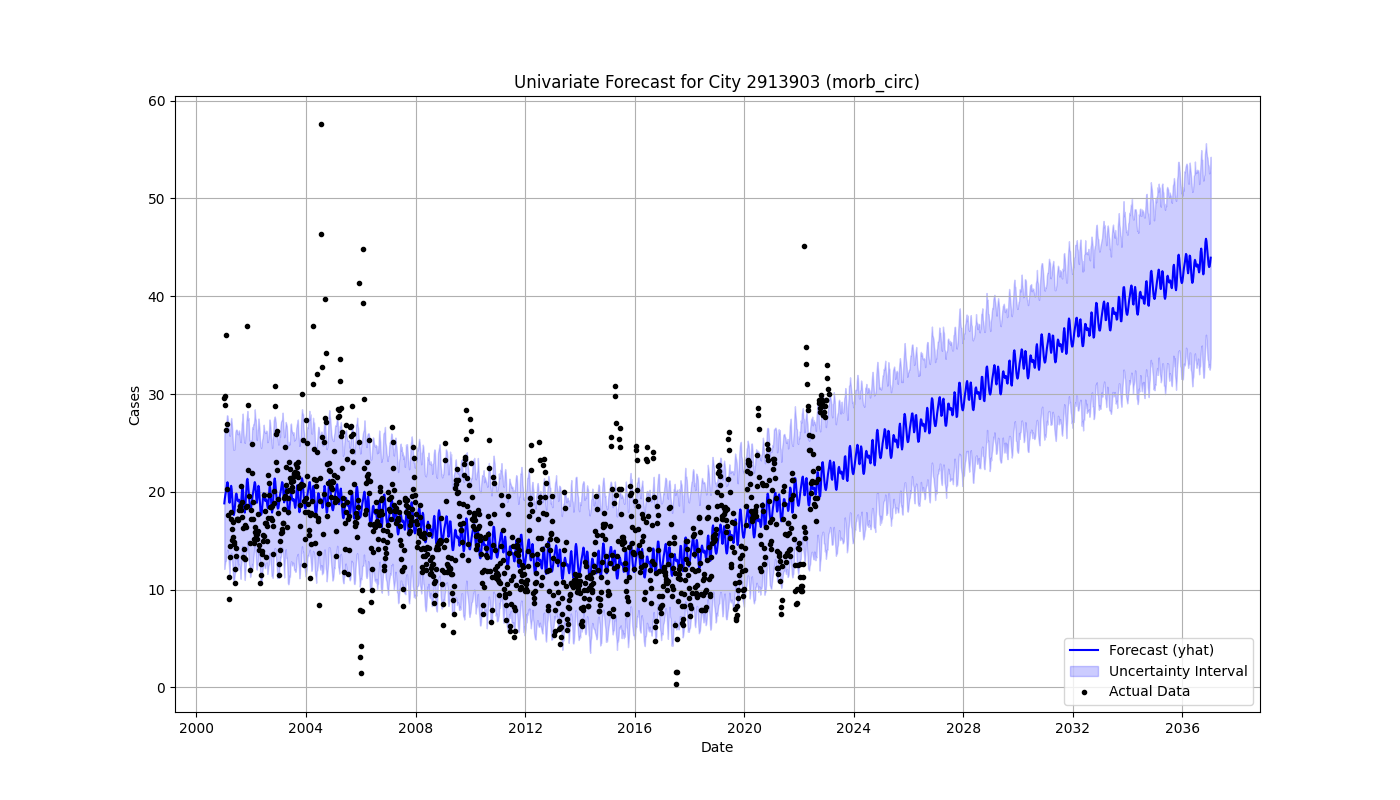 Univariate Forecast for City 2913903 (morb_circ)
60
50
40
30
20
10
0
Cases
2000
2004
2008
2012
2016
2020
2024
2028
2032
2036
Date
Forecast (yhat)
Uncertainty Interval
Actual Data